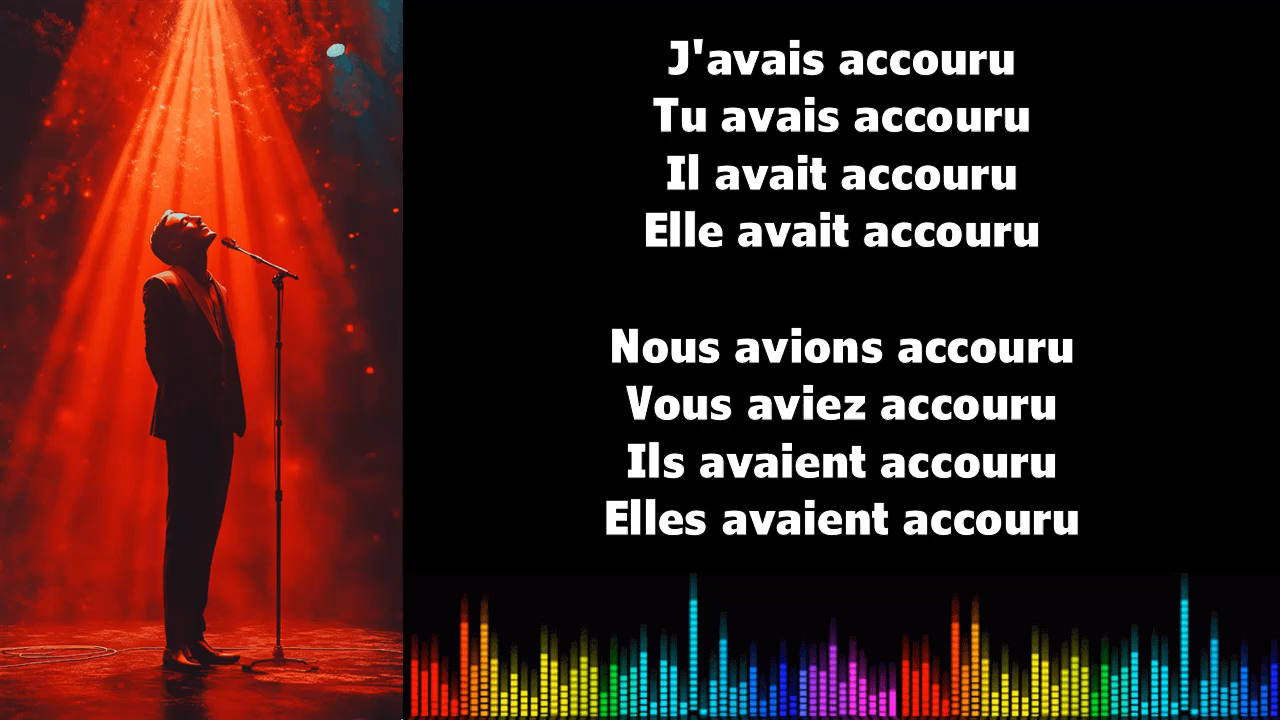 J'avais accouru
Tu avais accouru
Il avait accouru
Elle avait accouru
Nous avions accouru
Vous aviez accouru
Ils avaient accouru
Elles avaient accouru